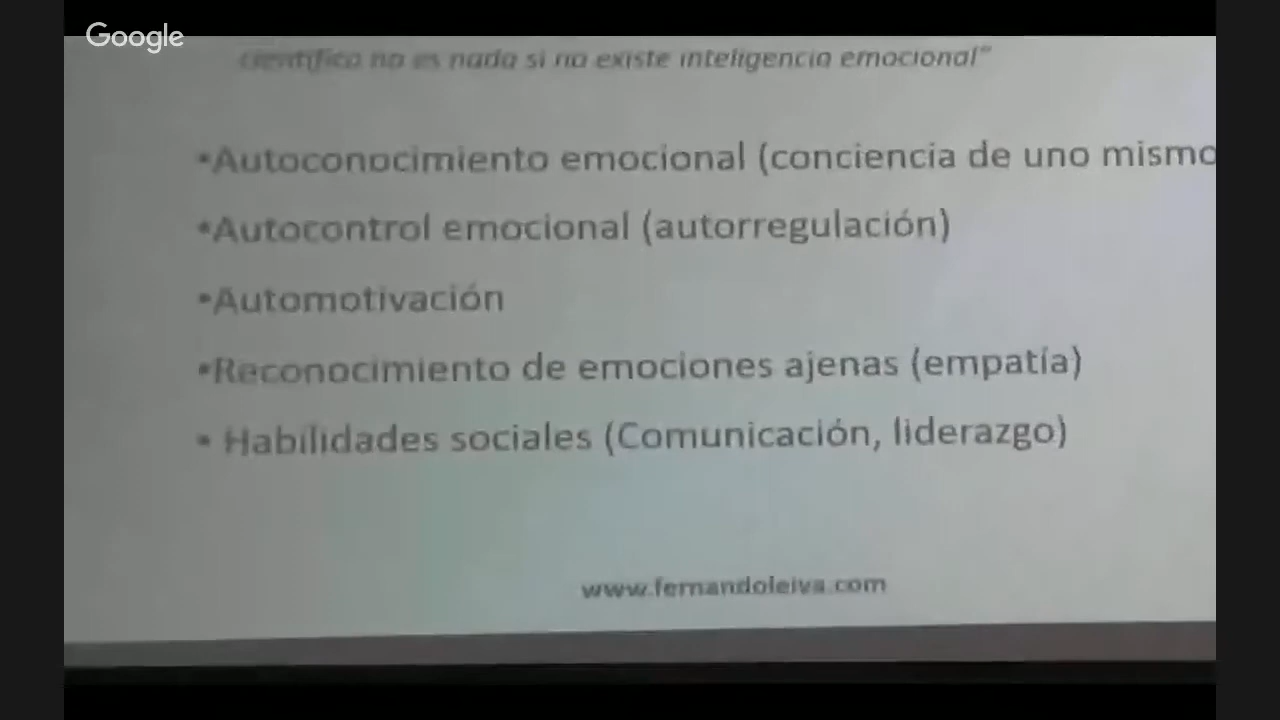 Google
científica no es nada si no existe inteligencia emocional”
•Autoconocimiento emocional (conciencia de uno mismo
•Autocontrol emocional (autorregulación)
•Automotivación
•Reconocimiento de emociones ajenas (empatía)
• Habilidades sociales (Comunicación, liderazgo)
www.fernandoleiva.com